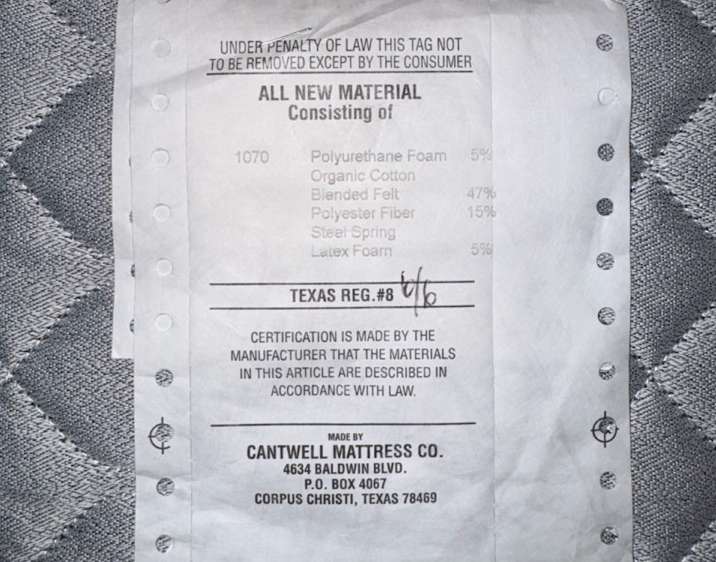 UNDER PENALTY OF LAW THIS TAG NOT
TO BE REMOVED EXCEPT BY THE CONSUMER
ALL NEW MATERIAL
Consisting of
1070 Polyurethane Foam 5%
Organic Cotton
Blended Felt 47%
Polyester Fiber 15%
Steel Spring
Latex Foam 5%
TEXAS REG.#8 6/6
CERTIFICATION IS MADE BY THE
MANUFACTURER THAT THE MATERIALS
IN THIS ARTICLE ARE DESCRIBED IN
ACCORDANCE WITH LAW.
MADE BY
CANTWELL MATTRESS CO.
4634 BALDWIN BLVD.
P.O. BOX 4067
CORPUS CHRISTI, TEXAS 78469